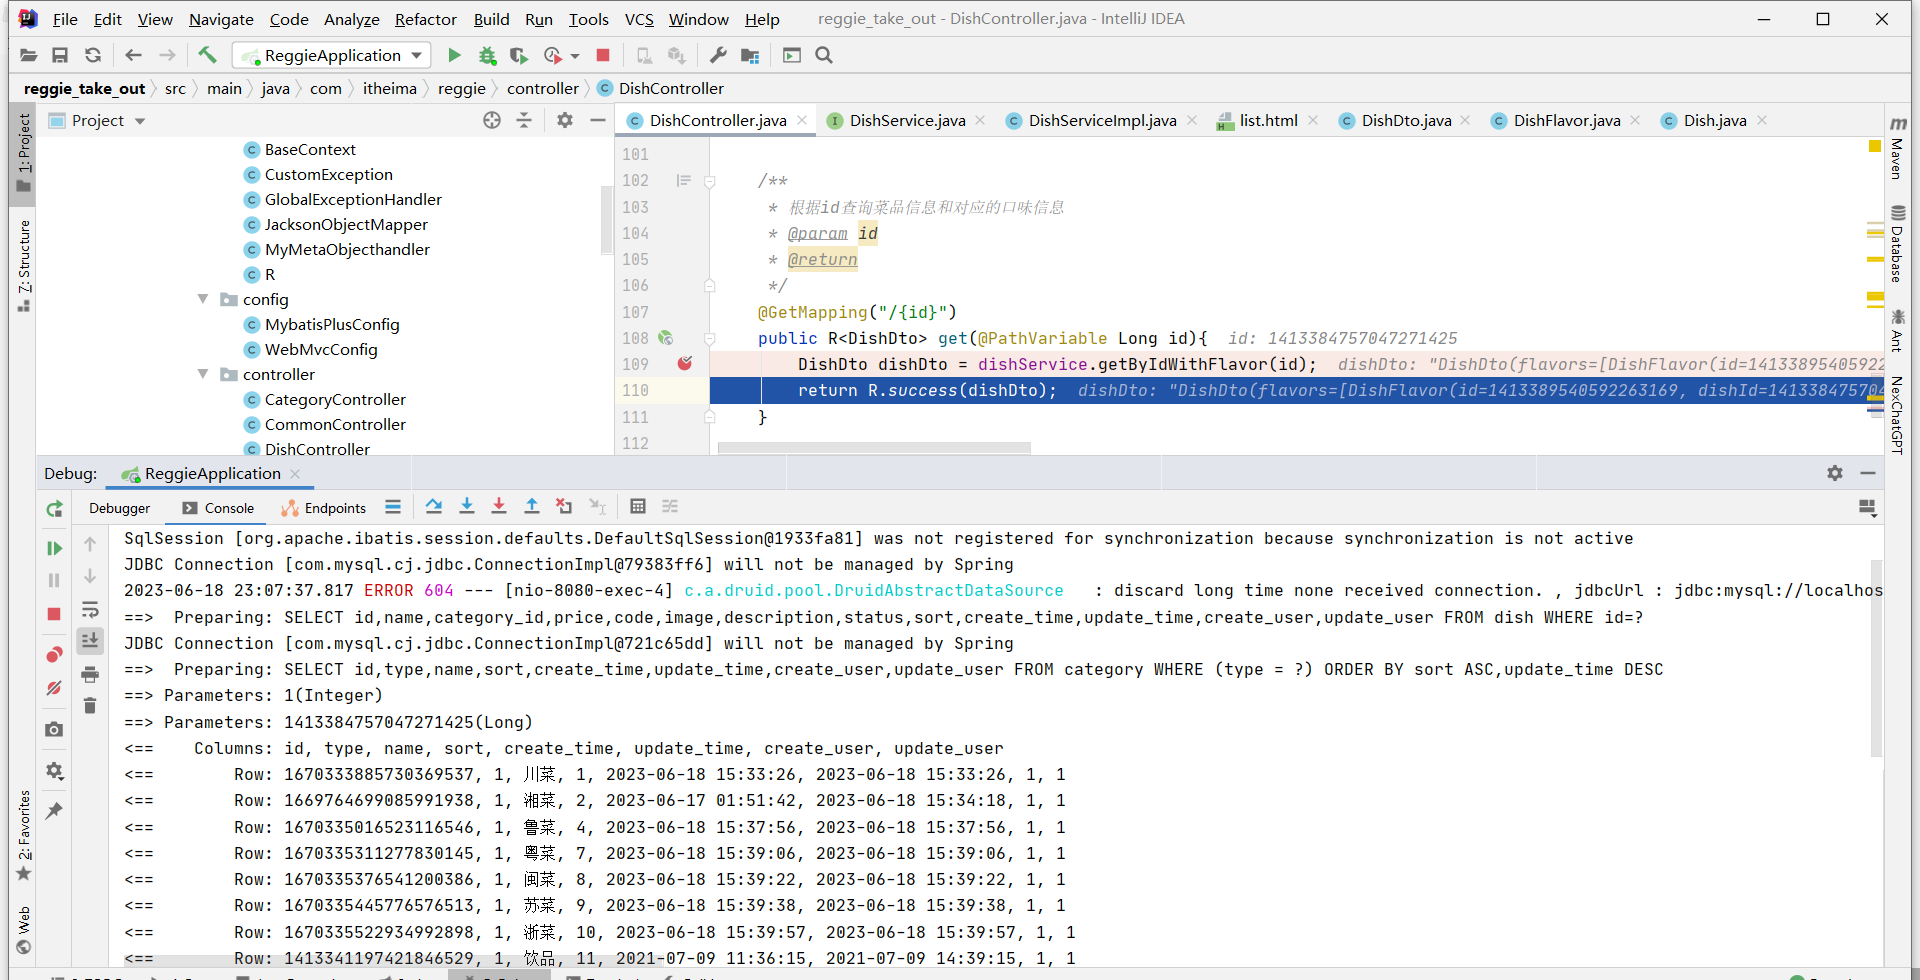 File Edit View Navigate Code Analyze Refactor Build Run Tools VCS Window Help reggie_take_out - DishController.java - IntelliJ IDEA
ReggieApplication
reggie_take_out src main java com itheima reggie controller DishController
Project
DishController.java DishService.java DishServiceImpl.java list.html DishDto.java DishFlavor.java Dish.java
1: Project
Z: Structure
2: Favorites
Web
BaseContext
CustomException
GlobalExceptionHandler
JacksonObjectMapper
MyMetaObjecthandler
R
config
MybatisPlusConfig
WebMvcConfig
controller
CategoryController
CommonController
DishController
101
102 /**
103 * 根据id查询菜品信息和对应的口味信息
104 * @param id
105 * @return
106 */
107 @GetMapping("/{id}")
108 public R<DishDto> get(@PathVariable Long id){ id: 1413384757047271425
109 DishDto dishDto = dishService.getByIdWithFlavor(id); dishDto: "DishDto(flavors=[DishFlavor(id=14133895405922
110 return R.success(dishDto); dishDto: "DishDto(flavors=[DishFlavor(id=1413389540592263169, dishId=141338475704
111 }
112
Maven
Database
Ant
NexChatGPT
Debug: ReggieApplication
Debugger Console Endpoints
SqlSession [org.apache.ibatis.session.defaults.DefaultSqlSession@1933fa81] was not registered for synchronization because synchronization is not active
JDBC Connection [com.mysql.cj.jdbc.ConnectionImpl@79383ff6] will not be managed by Spring
2023-06-18 23:07:37.817 ERROR 604 --- [nio-8080-exec-4] c.a.druid.pool.DruidAbstractDataSource : discard long time none received connection. , jdbcUrl : jdbc:mysql://localhos
==> Preparing: SELECT id,name,category_id,price,code,image,description,status,sort,create_time,update_time,create_user,update_user FROM dish WHERE id=?
JDBC Connection [com.mysql.cj.jdbc.ConnectionImpl@721c65dd] will not be managed by Spring
==> Preparing: SELECT id,type,name,sort,create_time,update_time,create_user,update_user FROM category WHERE (type = ?) ORDER BY sort ASC,update_time DESC
==> Parameters: 1(Integer)
==> Parameters: 1413384757047271425(Long)
<== Columns: id, type, name, sort, create_time, update_time, create_user, update_user
<== Row: 1670333885730369537, 1, 川菜, 1, 2023-06-18 15:33:26, 2023-06-18 15:33:26, 1, 1
<== Row: 1669764699085991938, 1, 湘菜, 2, 2023-06-17 01:51:42, 2023-06-18 15:34:18, 1, 1
<== Row: 1670335016523116546, 1, 鲁菜, 4, 2023-06-18 15:37:56, 2023-06-18 15:37:56, 1, 1
<== Row: 1670335311277830145, 1, 粤菜, 7, 2023-06-18 15:39:06, 2023-06-18 15:39:06, 1, 1
<== Row: 1670335376541200386, 1, 闽菜, 8, 2023-06-18 15:39:22, 2023-06-18 15:39:22, 1, 1
<== Row: 1670335445776576513, 1, 苏菜, 9, 2023-06-18 15:39:38, 2023-06-18 15:39:38, 1, 1
<== Row: 1670335522934992898, 1, 浙菜, 10, 2023-06-18 15:39:57, 2023-06-18 15:39:57, 1, 1
<== Row: 1413341197421846529, 1, 饮品, 11, 2021-07-09 11:36:15, 2021-07-09 14:39:15, 1, 1